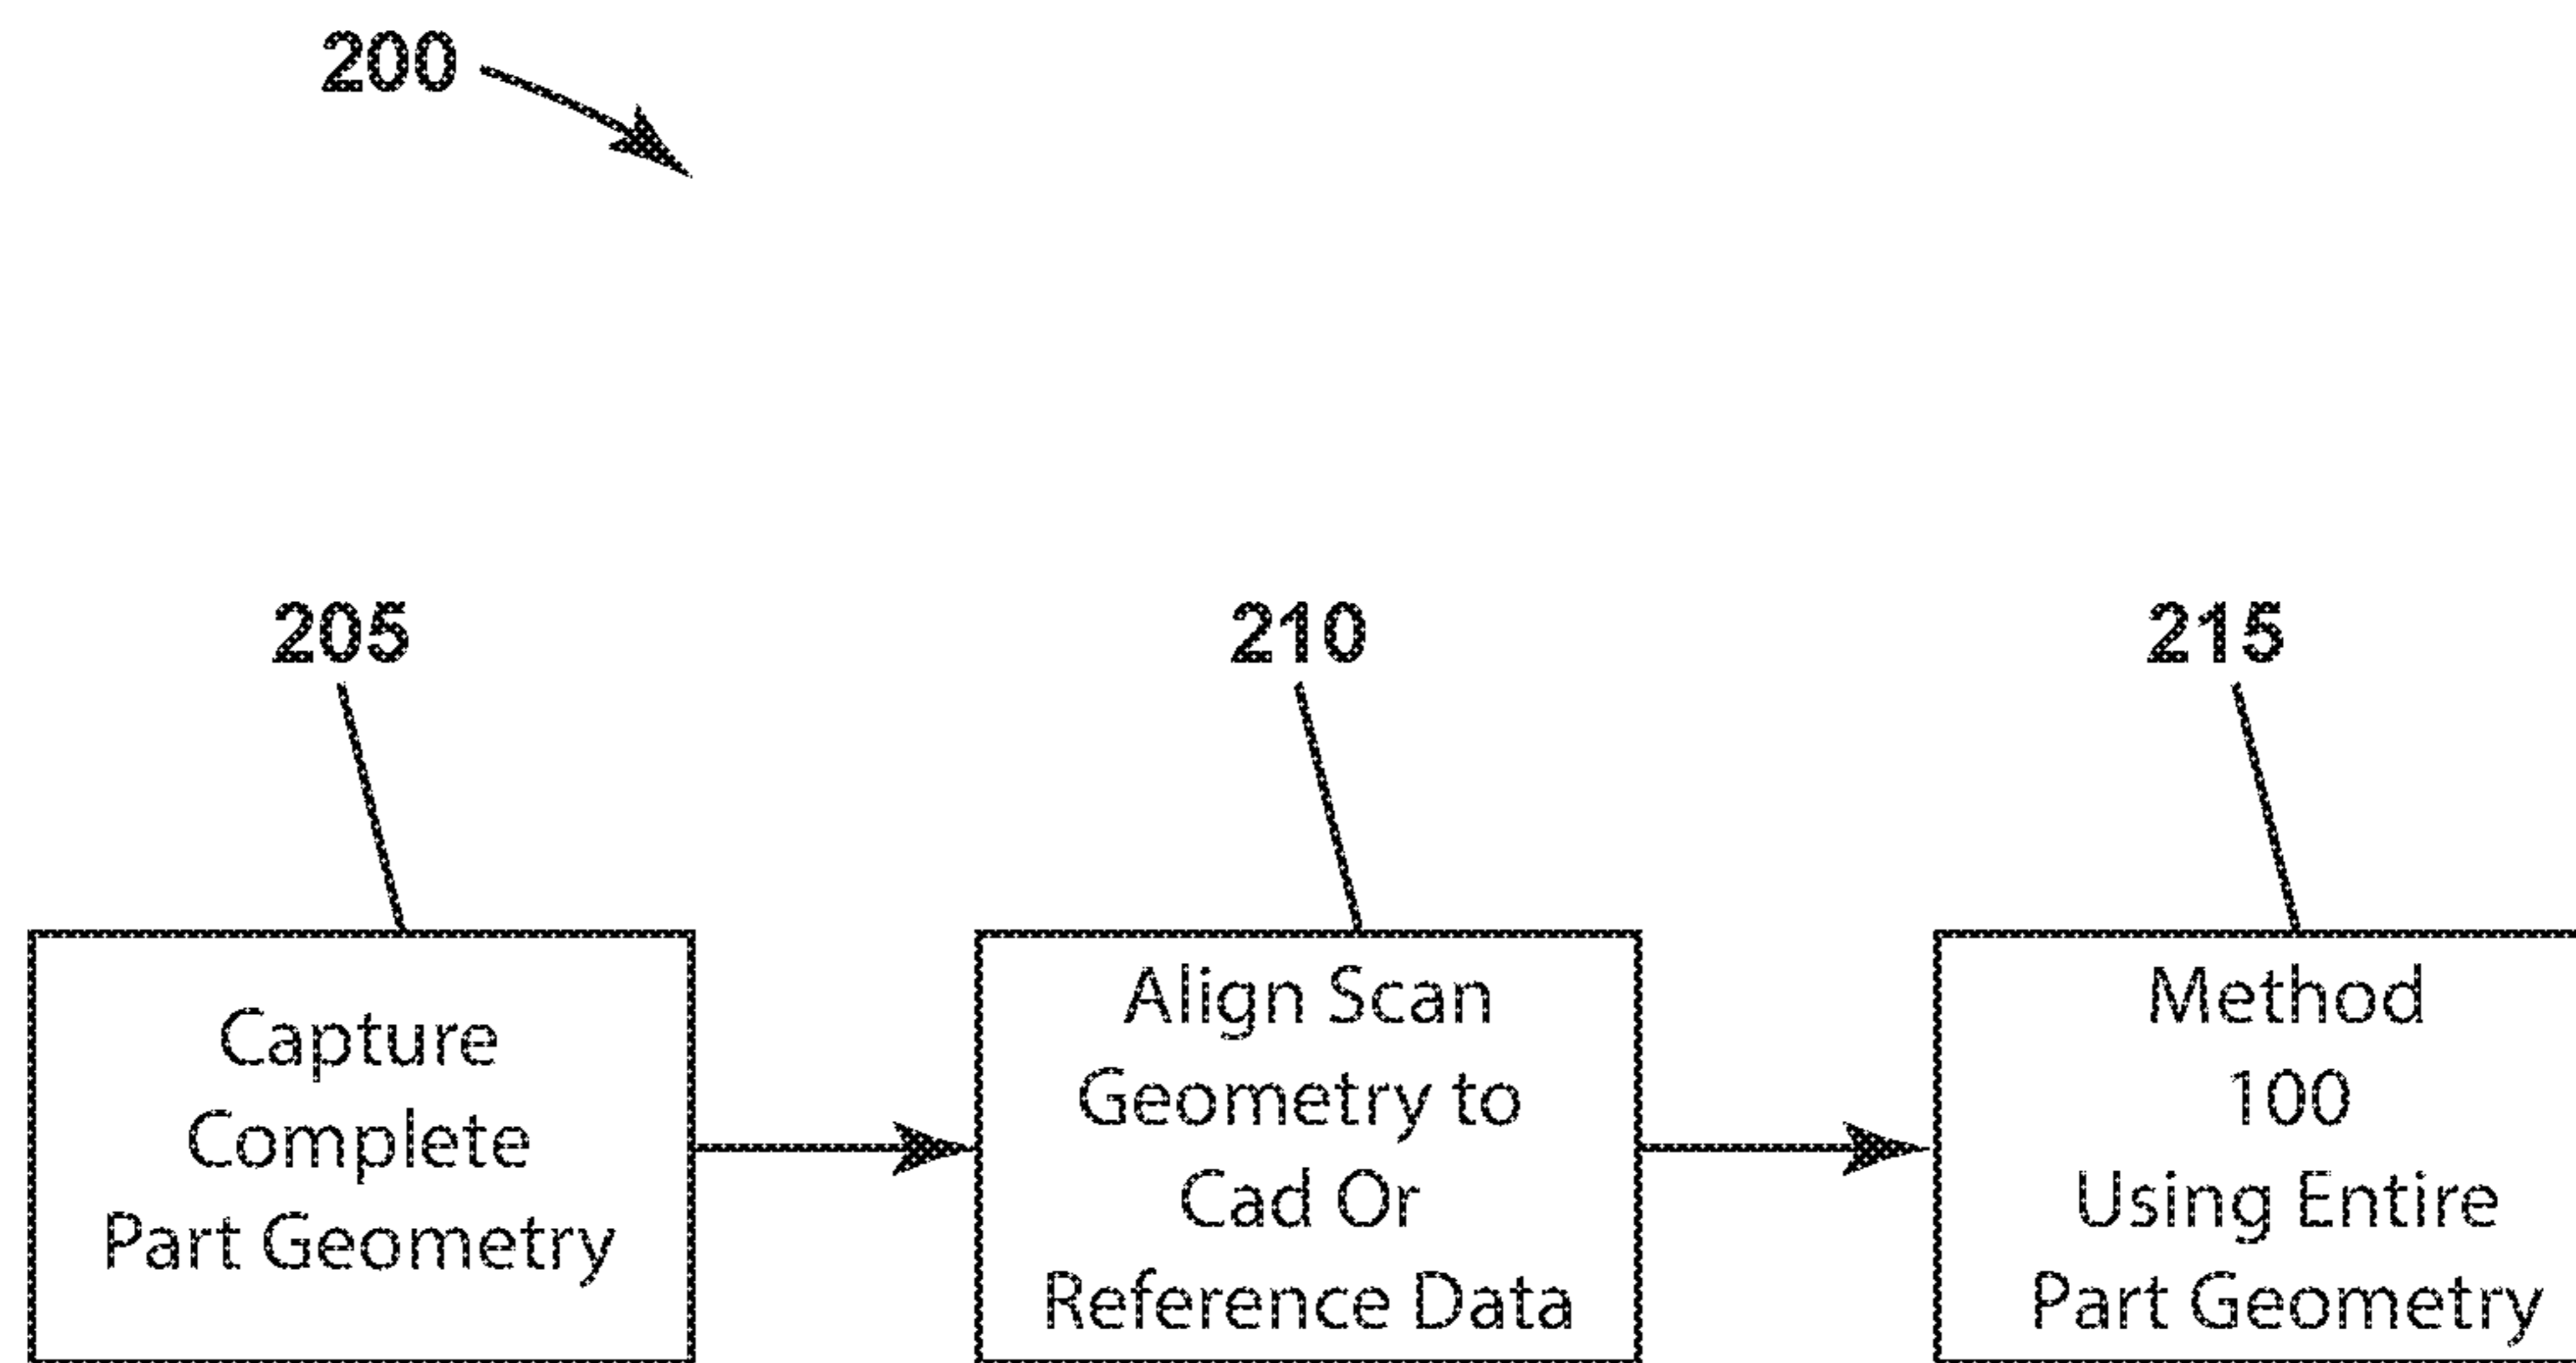 200
205
210
215
Capture
Complete
Part Geometry
Align Scan
Geometry to
Cad Or
Reference Data
Method
100
Using Entire
Part Geometry